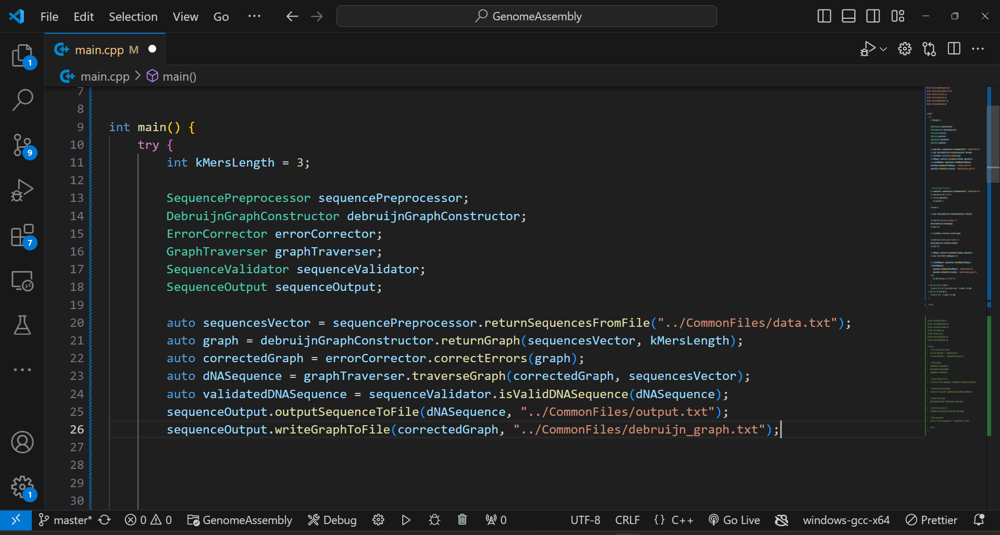 File Edit Selection View Go ··· GenomeAssembly
main.cpp M
main.cpp > main()
1
9
7
1
7
8
9 int main() {
10 try {
11 int kMersLength = 3;
12
13 SequencePreprocessor sequencePreprocessor;
14 DebruijnGraphConstructor debruijnGraphConstructor;
15 ErrorCorrector errorCorrector;
16 GraphTraverser graphTraverser;
17 SequenceValidator sequenceValidator;
18 SequenceOutput sequenceOutput;
19
20 auto sequencesVector = sequencePreprocessor.returnSequencesFromFile("../CommonFiles/data.txt");
21 auto graph = debruijnGraphConstructor.returnGraph(sequencesVector, kMersLength);
22 auto correctedGraph = errorCorrector.correctErrors(graph);
23 auto dNASequence = graphTraverser.traverseGraph(correctedGraph, sequencesVector);
24 auto validatedDNASequence = sequenceValidator.isValidDNASequence(dNASequence);
25 sequenceOutput.outputSequenceToFile(dNASequence, "../CommonFiles/output.txt");
26 sequenceOutput.writeGraphToFile(correctedGraph, "../CommonFiles/debruijn_graph.txt");
27
28
29
30
master* 0 0 GenomeAssembly Debug 0 UTF-8 CRLF {} C++ Go Live windows-gcc-x64 Prettier